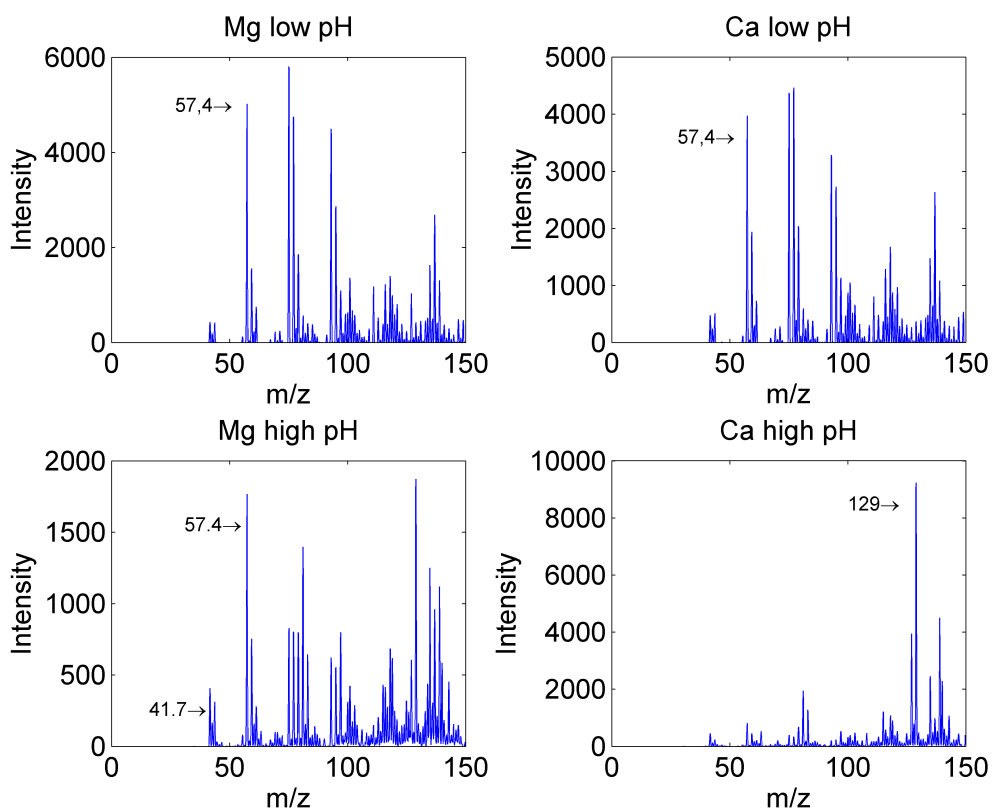 Mg low pH
6000
4000
2000
0
Intensity
57,4→
0 50 100 150
m/z
Ca low pH
5000
4000
3000
2000
1000
0
Intensity
57,4→
0 50 100 150
m/z
Mg high pH
2000
1500
1000
500
0
Intensity
57.4→
41.7→
0 50 100 150
m/z
Ca high pH
10000
8000
6000
4000
2000
0
Intensity
129→
0 50 100 150
m/z